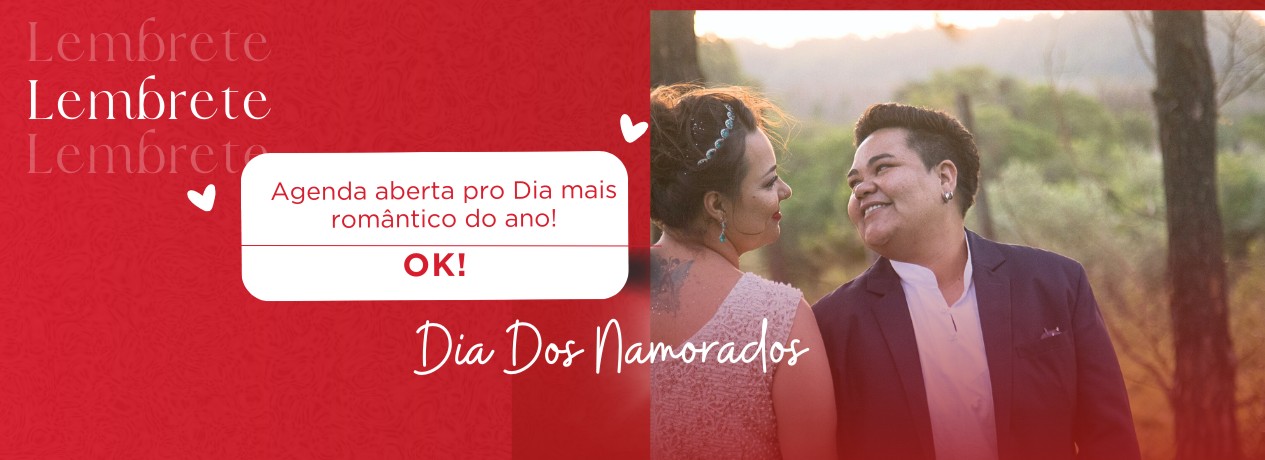 Lembrete
Lembrete
Lembrete
Agenda aberta pro Dia mais
romântico do ano!
OK!
Dia Dos Namorados